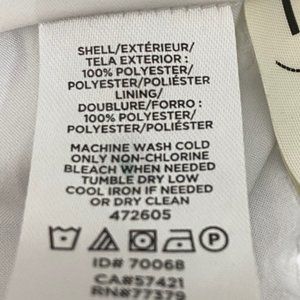 SHELL/EXTÉRIEUR/
TELA EXTERIOR :
100% POLYESTER/
POLYESTER/POLIÉSTER
LINING/
DOUBLURE/FORRO :
100% POLYESTER/
POLYESTER/POLIÉSTER
MACHINE WASH COLD
ONLY NON-CHLORINE
BLEACH WHEN NEEDED
TUMBLE DRY LOW
COOL IRON IF NEEDED
OR DRY CLEAN
472605
P
ID# 70068
CA#57421
RN#77379